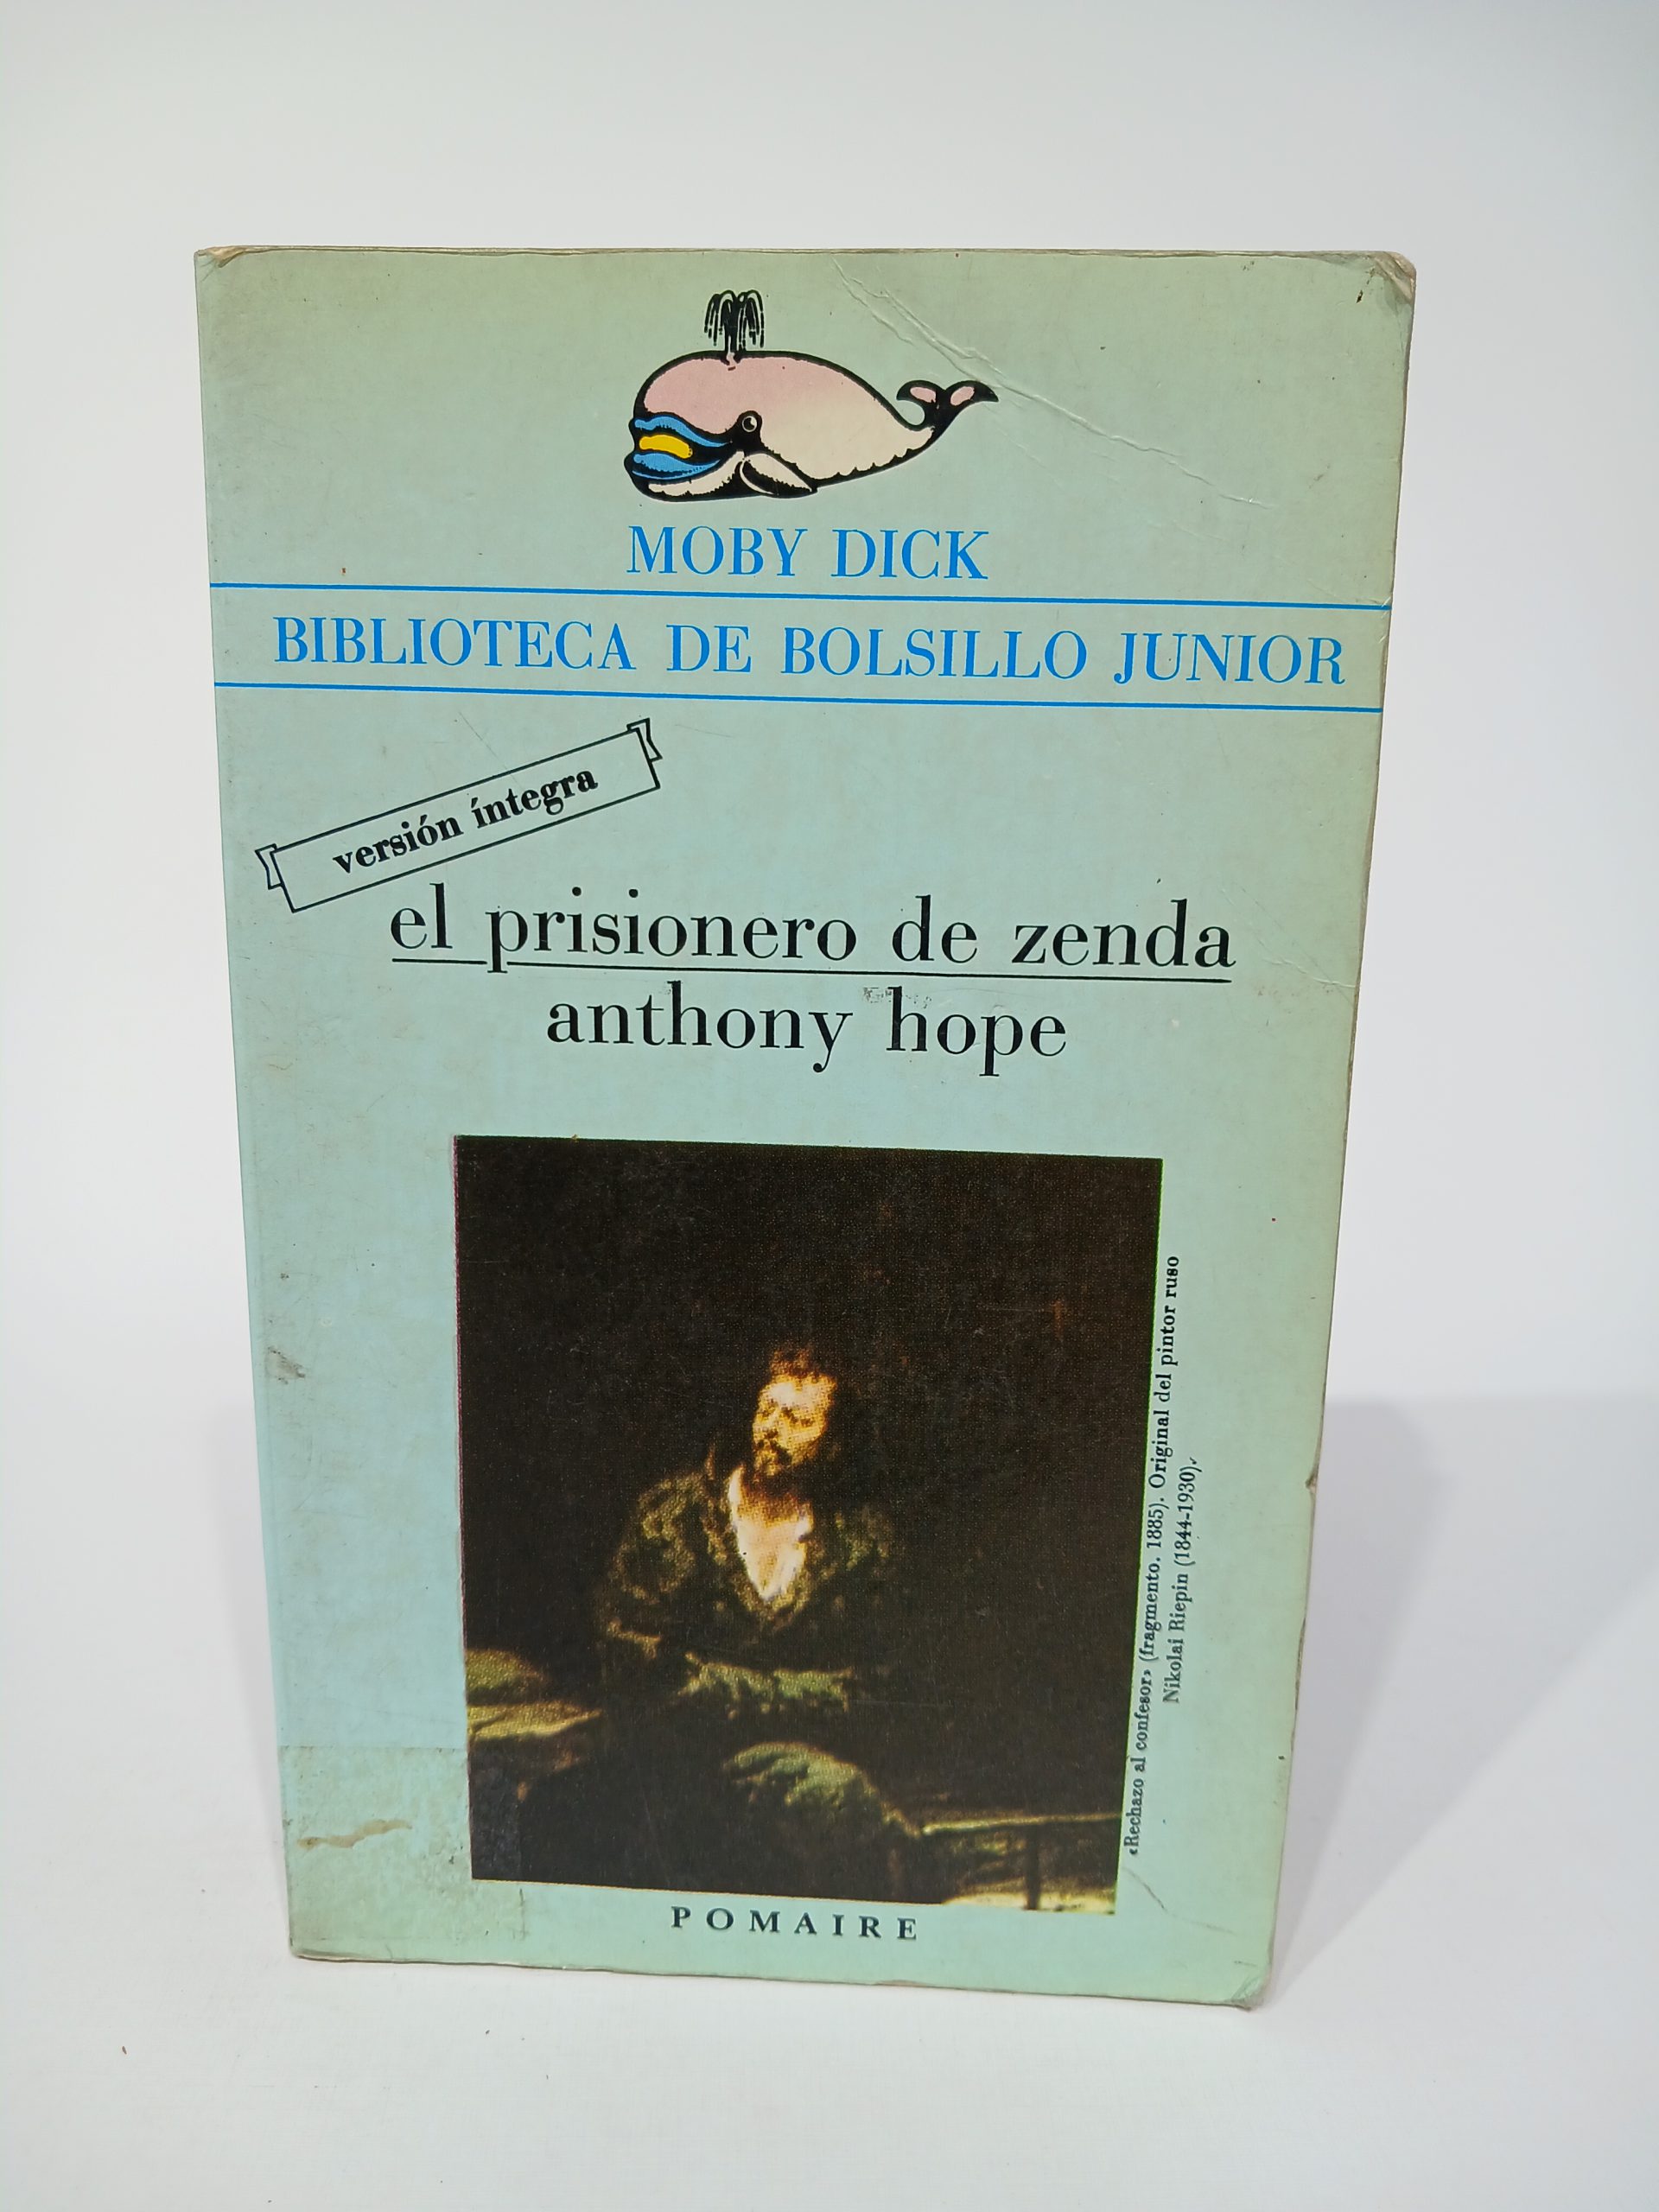 MOBY DICK
BIBLIOTECA DE BOLSILLO JUNIOR
versión íntegra
el prisionero de zenda
anthony hope
«Rechazo al confesor» (fragmento. 1885). Original del pintor ruso
Nikolai Riepin (1844-1930).
POMAIRE